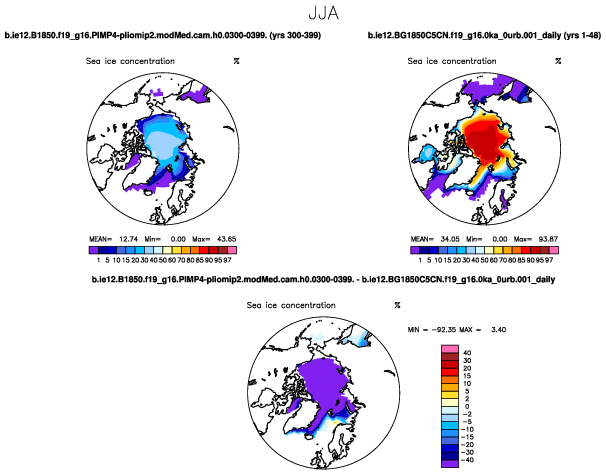 JJA
b.ie12.B1850.f19_g16.PIMP4-pliomip2.modMed.cam.h0.0300-0399. (yrs 300-399)
b.ie12.BG1850C5CN.f19_g16.0ka_0urb.001_daily (yrs 1-48)
Sea ice concentration %
Sea ice concentration %
MEAN= 12.74 Min= 0.00 Max= 43.65
MEAN= 34.05 Min= 0.00 Max= 93.87
1 5 10 15 20 30 40 50 60 70 80 85 90 95 97
1 5 10 15 20 30 40 50 60 70 80 85 90 95 97
b.ie12.B1850.f19_g16.PIMP4-pliomip2.modMed.cam.h0.0300-0399. - b.ie12.BG1850C5CN.f19_g16.0ka_0urb.001_daily
Sea ice concentration %
MIN = -92.35 MAX = 3.40
40
30
20
15
10
5
2
0
-2
-5
-10
-15
-20
-30
-40